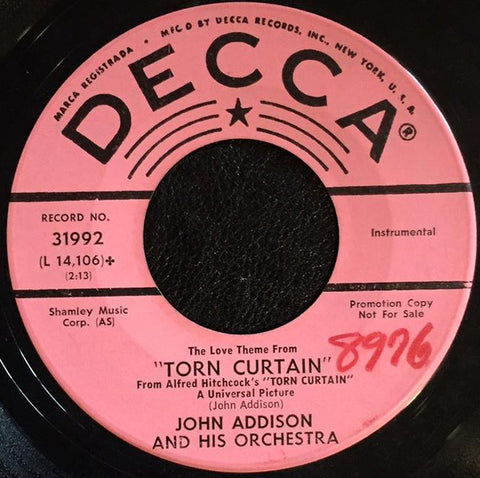 MARCA REGISTRADA • MFG'D BY DECCA RECORDS, INC., NEW YORK, U.S.A.
DECCA®
RECORD NO.
31992
(L 14,106)✤
(2:13)
Instrumental
Shamley Music
Corp. (AS)
Promotion Copy
Not For Sale
The Love Theme From
"TORN CURTAIN"
8976
From Alfred Hitchcock's "TORN CURTAIN"
A Universal Picture
(John Addison)
JOHN ADDISON
AND HIS ORCHESTRA